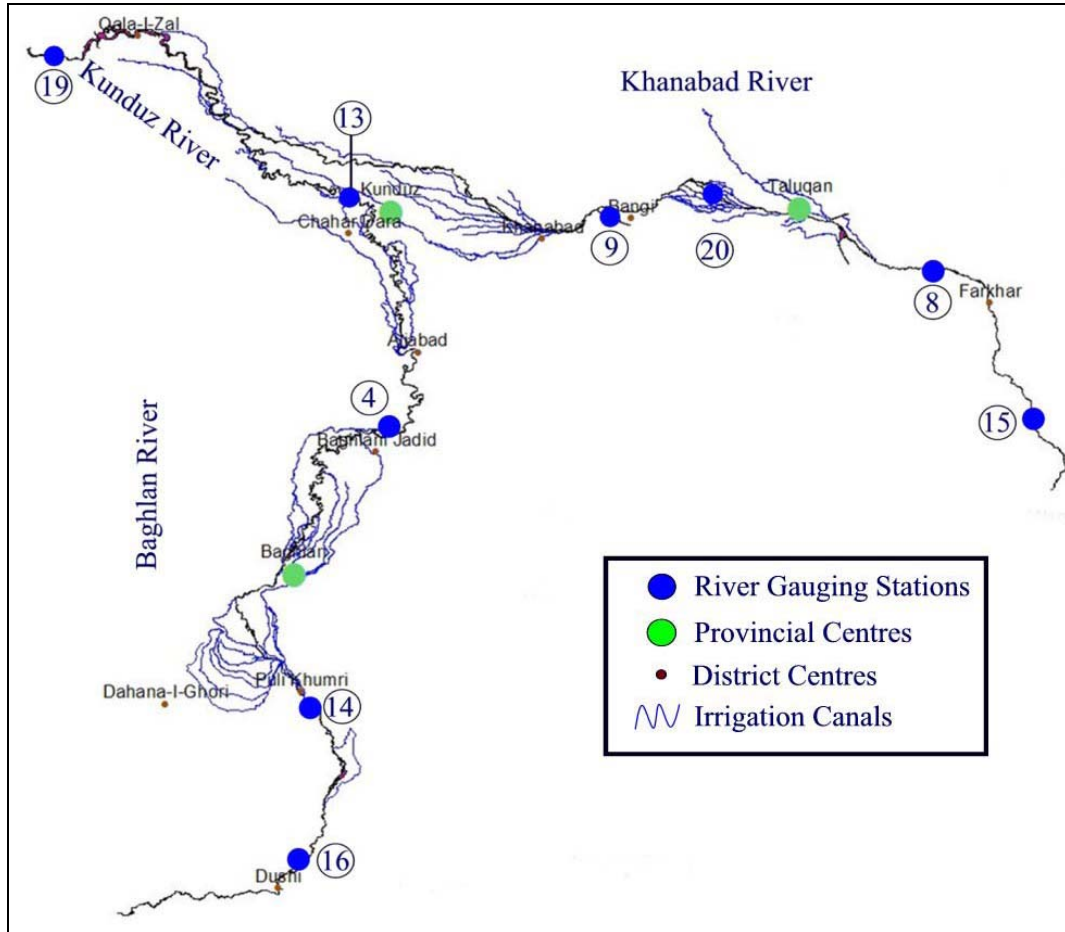 Qala-I-Zal
19
Kunduz River
Khanabad River
13
Kunduz
Taluqan
Chahar Dara
Khanabad
Bangi
9
20
8
Farkhar
Aliabad
4
15
Baghlani Jadid
Baghlan River
Baghlan
Dahana-I-Ghori
Puli Khumri
14
16
Dushi
River Gauging Stations
Provincial Centres
District Centres
Irrigation Canals